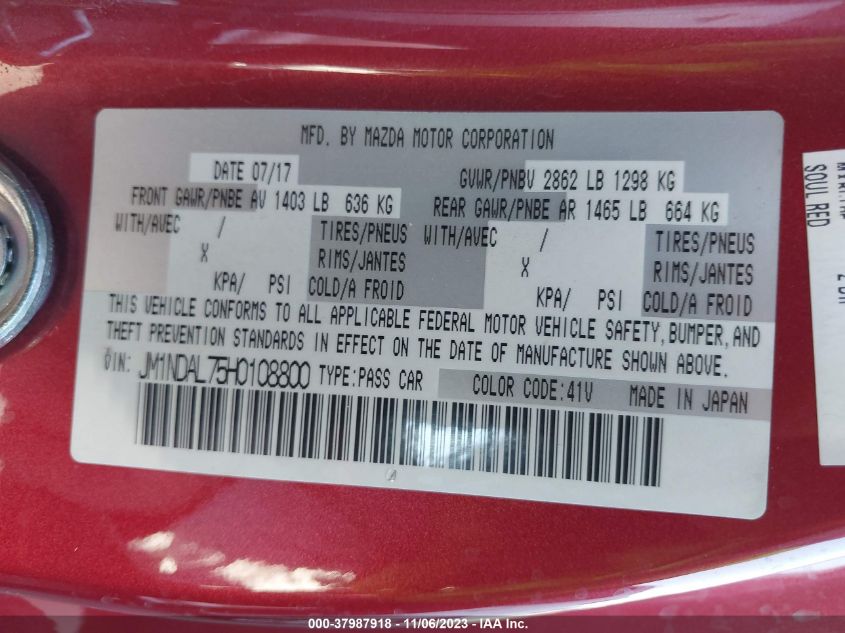 MFD. BY MAZDA MOTOR CORPORATION
DATE 07/17
GVWR/PNBV 2862 LB 1298 KG
FRONT GAWR/PNBE AV 1403 LB 636 KG
REAR GAWR/PNBE AR 1465 LB 664 KG
WITH/AVEC / TIRES/PNEUS WITH/AVEC / TIRES/PNEUS
X RIMS/JANTES X RIMS/JANTES
KPA/ PSI COLD/A FROID KPA/ PSI COLD/A FROID
THIS VEHICLE CONFORMS TO ALL APPLICABLE FEDERAL MOTOR VEHICLE SAFETY, BUMPER, AND
THEFT PREVENTION STANDARDS IN EFFECT ON THE DATE OF MANUFACTURE SHOWN ABOVE.
VIN: JM1NDAL75H0108800 TYPE:PASS CAR COLOR CODE:41V MADE IN JAPAN
A
SOUL RED
000-37987918 - 11/06/2023 - IAA Inc.